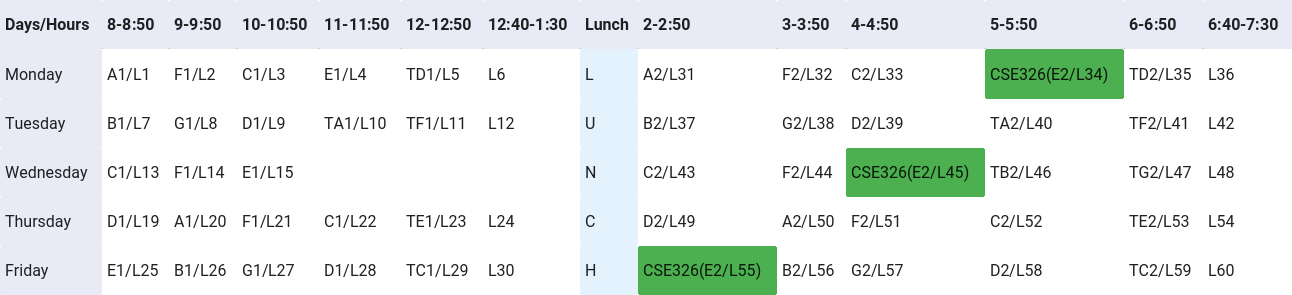 Days/Hours 8-8:50 9-9:50 10-10:50 11-11:50 12-12:50 12:40-1:30 Lunch 2-2:50 3-3:50 4-4:50 5-5:50 6-6:50 6:40-7:30
Monday A1/L1 F1/L2 C1/L3 E1/L4 TD1/L5 L6 L A2/L31 F2/L32 C2/L33 CSE326(E2/L34) TD2/L35 L36
Tuesday B1/L7 G1/L8 D1/L9 TA1/L10 TF1/L11 L12 U B2/L37 G2/L38 D2/L39 TA2/L40 TF2/L41 L42
Wednesday C1/L13 F1/L14 E1/L15 N C2/L43 F2/L44 CSE326(E2/L45) TB2/L46 TG2/L47 L48
Thursday D1/L19 A1/L20 F1/L21 C1/L22 TE1/L23 L24 C D2/L49 A2/L50 F2/L51 C2/L52 TE2/L53 L54
Friday E1/L25 B1/L26 G1/L27 D1/L28 TC1/L29 L30 H CSE326(E2/L55) B2/L56 G2/L57 D2/L58 TC2/L59 L60